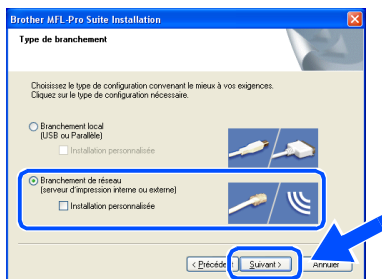 Brother MFL-Pro Suite Installation
Type de branchement
Choisissez le type de configuration convenant le mieux à vos exigences.
Cliquez sur le type de configuration nécessaire.
Branchement local
(USB ou Parallèle)
Installation personnalisée
Branchement de réseau
(serveur d'impression interne ou externe)
Installation personnalisée
< Précédent Suivant > Annuler